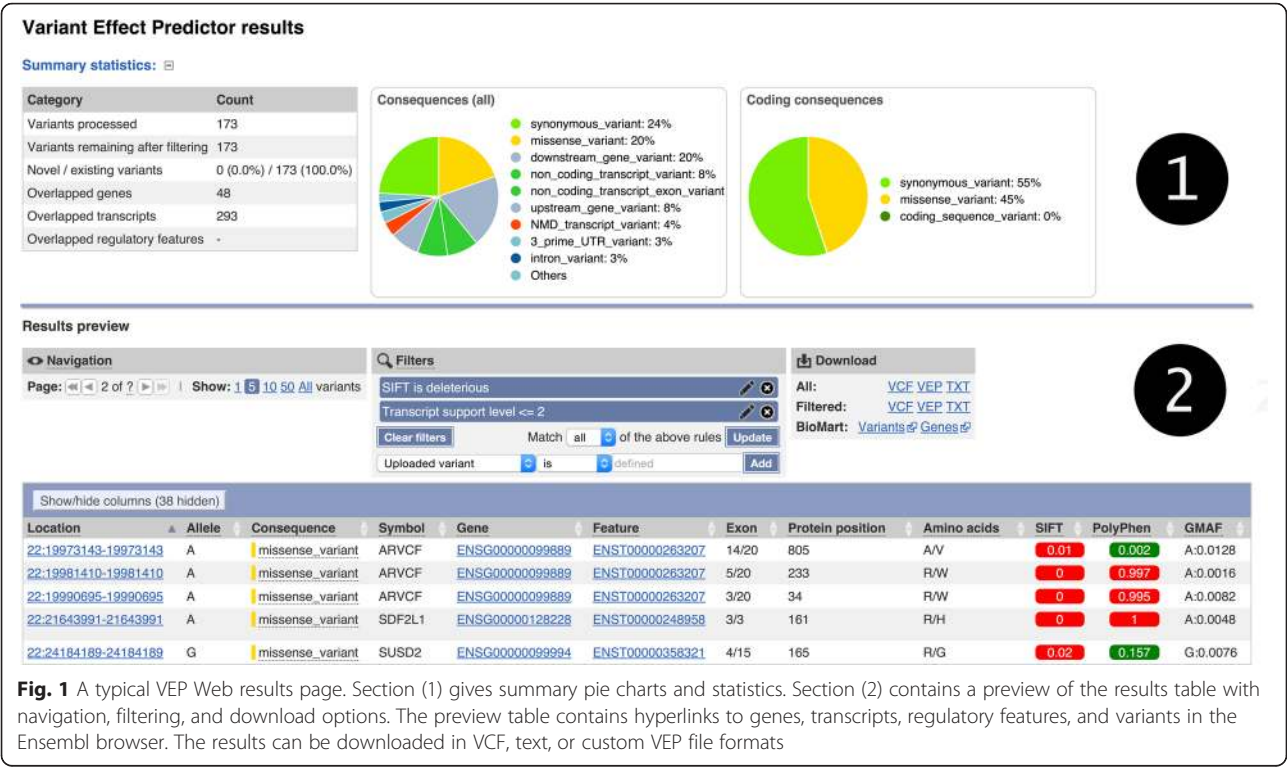 Variant Effect Predictor results
Summary statistics:
Category Count
Variants processed 173
Variants remaining after filtering 173
Novel / existing variants 0 (0.0%) / 173 (100.0%)
Overlapped genes 48
Overlapped transcripts 293
Overlapped regulatory features -
Consequences (all)
synonymous_variant: 24%
missense_variant: 20%
downstream_gene_variant: 20%
non_coding_transcript_variant: 8%
non_coding_transcript_exon_variant
upstream_gene_variant: 8%
NMD_transcript_variant: 4%
3_prime_UTR_variant: 3%
intron_variant: 3%
Others
Coding consequences
synonymous_variant: 55%
missense_variant: 45%
coding_sequence_variant: 0%
1
Results preview
Navigation
Page: 2 of ? | Show: 1 5 10 50 All variants
Filters
SIFT is deleterious
Transcript support level <= 2
Clear filters Match all of the above rules Update
Uploaded variant is defined Add
Download
All: VCF VEP TXT
Filtered: VCF VEP TXT
BioMart: Variants Genes
2
Show/hide columns (38 hidden)
Location Allele Consequence Symbol Gene Feature Exon Protein position Amino acids SIFT PolyPhen GMAF
22:19973143-19973143 A missense_variant ARVCF ENSG00000099889 ENST00000263207 14/20 805 A/V 0.01 0.002 A:0.0128
22:19981410-19981410 A missense_variant ARVCF ENSG00000099889 ENST00000263207 5/20 233 R/W 0 0.997 A:0.0016
22:19990695-19990695 A missense_variant ARVCF ENSG00000099889 ENST00000263207 3/20 34 R/W 0 0.995 A:0.0082
22:21643991-21643991 A missense_variant SDF2L1 ENSG00000128228 ENST00000248958 3/3 161 R/H 0 1 A:0.0048
22:24184189-24184189 G missense_variant SUSD2 ENSG00000099994 ENST00000358321 4/15 165 R/G 0.02 0.157 G:0.0076
Fig. 1 A typical VEP Web results page. Section (1) gives summary pie charts and statistics. Section (2) contains a preview of the results table with
navigation, filtering, and download options. The preview table contains hyperlinks to genes, transcripts, regulatory features, and variants in the
Ensembl browser. The results can be downloaded in VCF, text, or custom VEP file formats